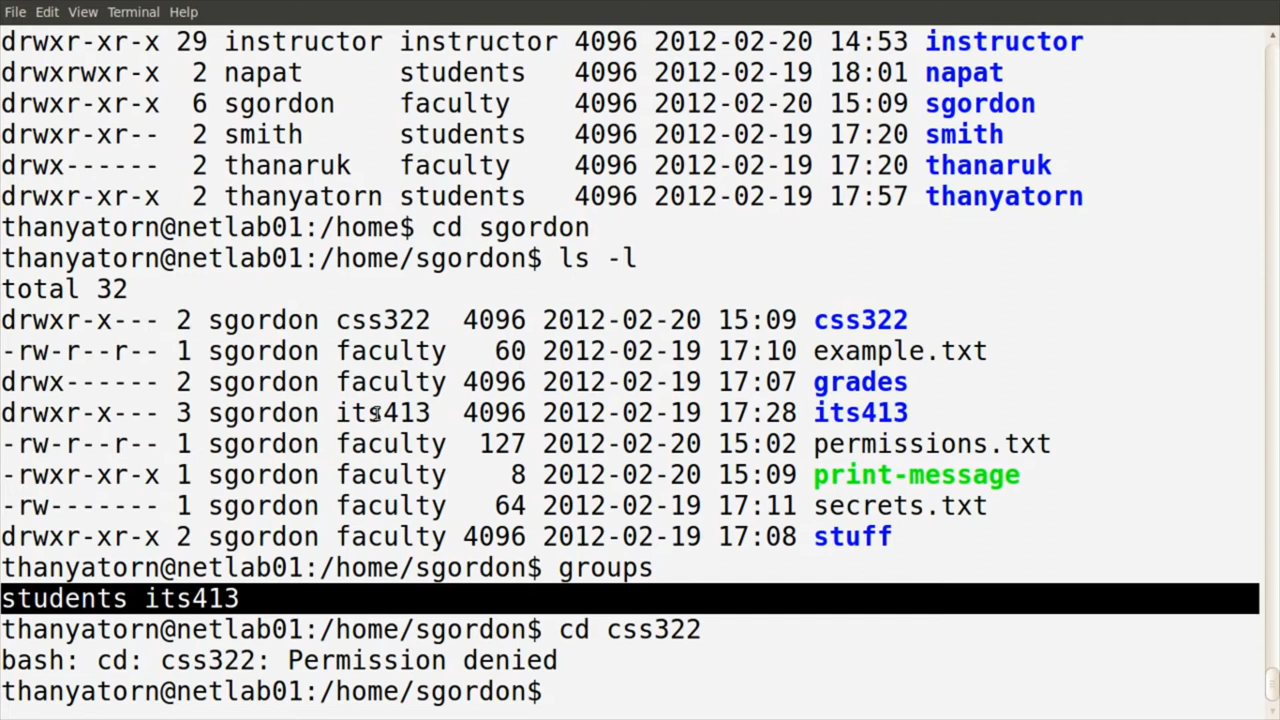 File Edit View Terminal Help
drwxr-xr-x 29 instructor instructor 4096 2012-02-20 14:53 instructor
drwxrwxr-x  2 napat      students   4096 2012-02-19 18:01 napat
drwxr-xr-x  6 sgordon    faculty    4096 2012-02-20 15:09 sgordon
drwxr-xr--  2 smith      students   4096 2012-02-19 17:20 smith
drwx------  2 thanaruk   faculty    4096 2012-02-19 17:20 thanaruk
drwxr-xr-x  2 thanyatorn students   4096 2012-02-19 17:57 thanyatorn
thanyatorn@netlab01:/home$ cd sgordon
thanyatorn@netlab01:/home/sgordon$ ls -l
total 32
drwxr-x--- 2 sgordon css322  4096 2012-02-20 15:09 css322
-rw-r--r-- 1 sgordon faculty   60 2012-02-19 17:10 example.txt
drwx------ 2 sgordon faculty 4096 2012-02-19 17:07 grades
drwxr-x--- 3 sgordon its413  4096 2012-02-19 17:28 its413
-rw-r--r-- 1 sgordon faculty  127 2012-02-20 15:02 permissions.txt
-rwxr-xr-x 1 sgordon faculty    8 2012-02-20 15:09 print-message
-rw------- 1 sgordon faculty   64 2012-02-19 17:11 secrets.txt
drwxr-xr-x 2 sgordon faculty 4096 2012-02-19 17:08 stuff
thanyatorn@netlab01:/home/sgordon$ groups
students its413
thanyatorn@netlab01:/home/sgordon$ cd css322
bash: cd: css322: Permission denied
thanyatorn@netlab01:/home/sgordon$